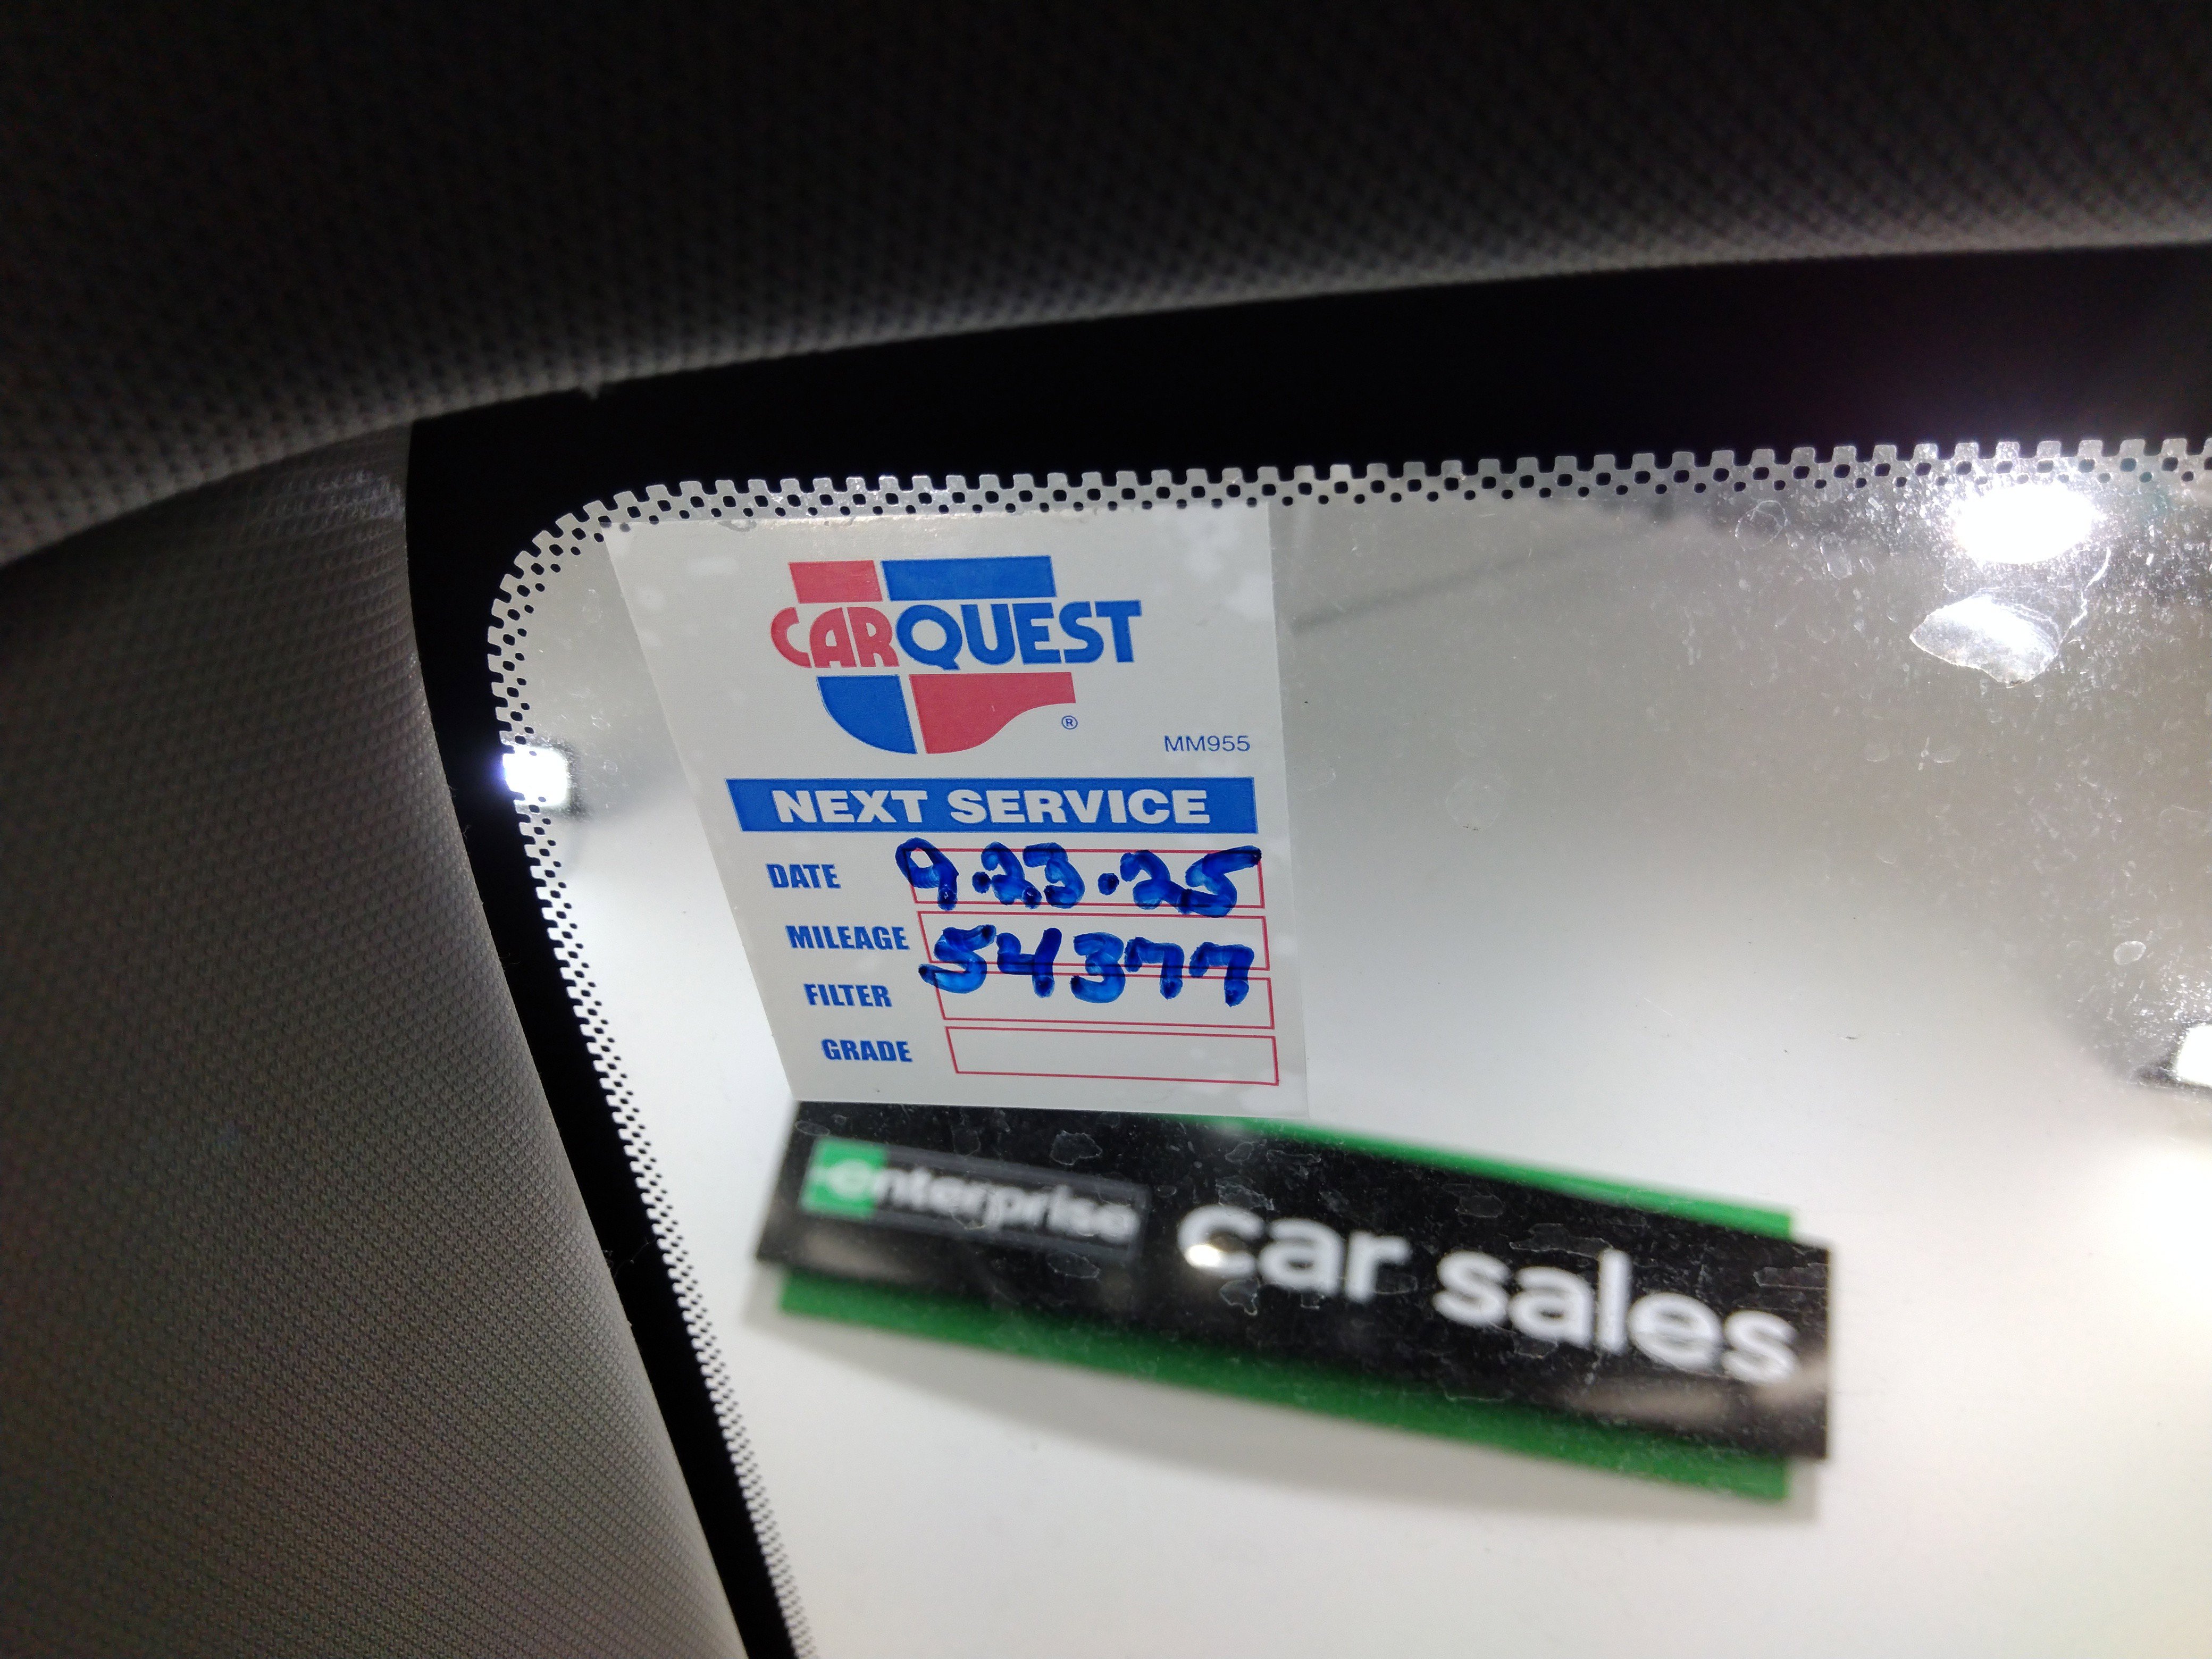 CARQUEST
®
MM955
NEXT SERVICE
DATE 9.23.25
MILEAGE 54377
FILTER
GRADE
enterprise car sales